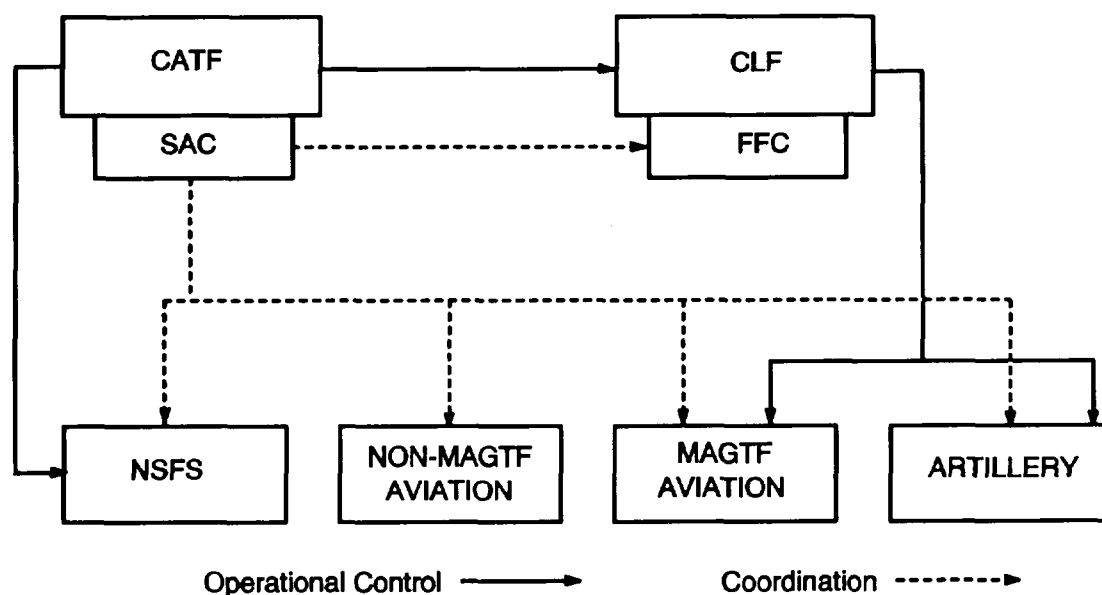 CATF
CLF
SAC
FFC
NSFS
NON-MAGTF
AVIATION
MAGTF
AVIATION
ARTILLERY
Operational Control
Coordination